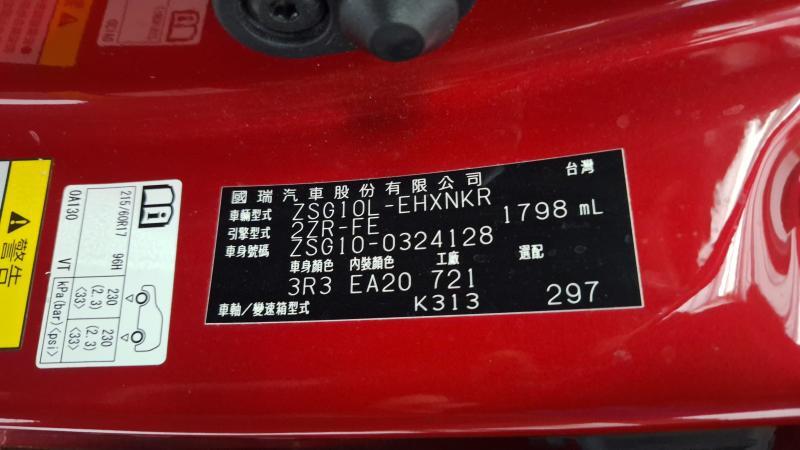 國瑞汽車股份有限公司 台灣
車輛型式 ZSG10L-EHXNKR
引擎型式 2ZR-FE 1798 mL
車身號碼 ZSG10-0324128
車身顏色 內裝顏色 工廠 選配
3R3 EA20 721
車軸／變速箱型式 K313 297
警告
0A130 VT
215/60R17 96H
kPa(bar)<psi>
230 (2.3) <33>
230 (2.3) <33>